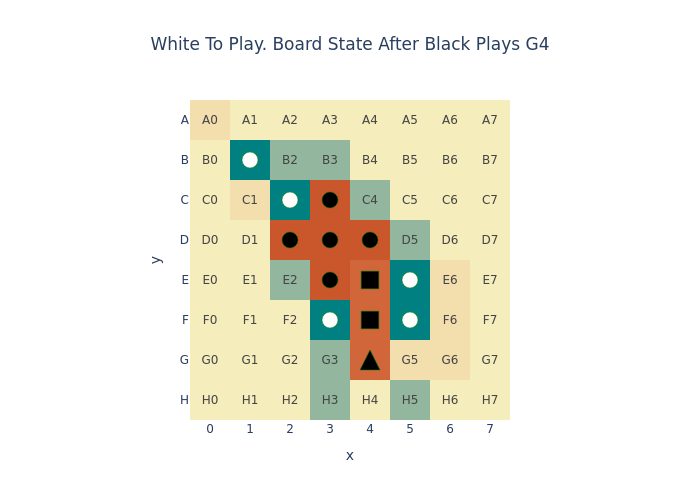 White To Play. Board State After Black Plays G4
A A0 A1 A2 A3 A4 A5 A6 A7
B B0 B2 B3 B4 B5 B6 B7
C C0 C1 C4 C5 C6 C7
y
D D0 D1 D5 D6 D7
E E0 E1 E2 E6 E7
F F0 F1 F2 F6 F7
G G0 G1 G2 G3 G5 G6 G7
H H0 H1 H2 H3 H4 H5 H6 H7
0 1 2 3 4 5 6 7
x